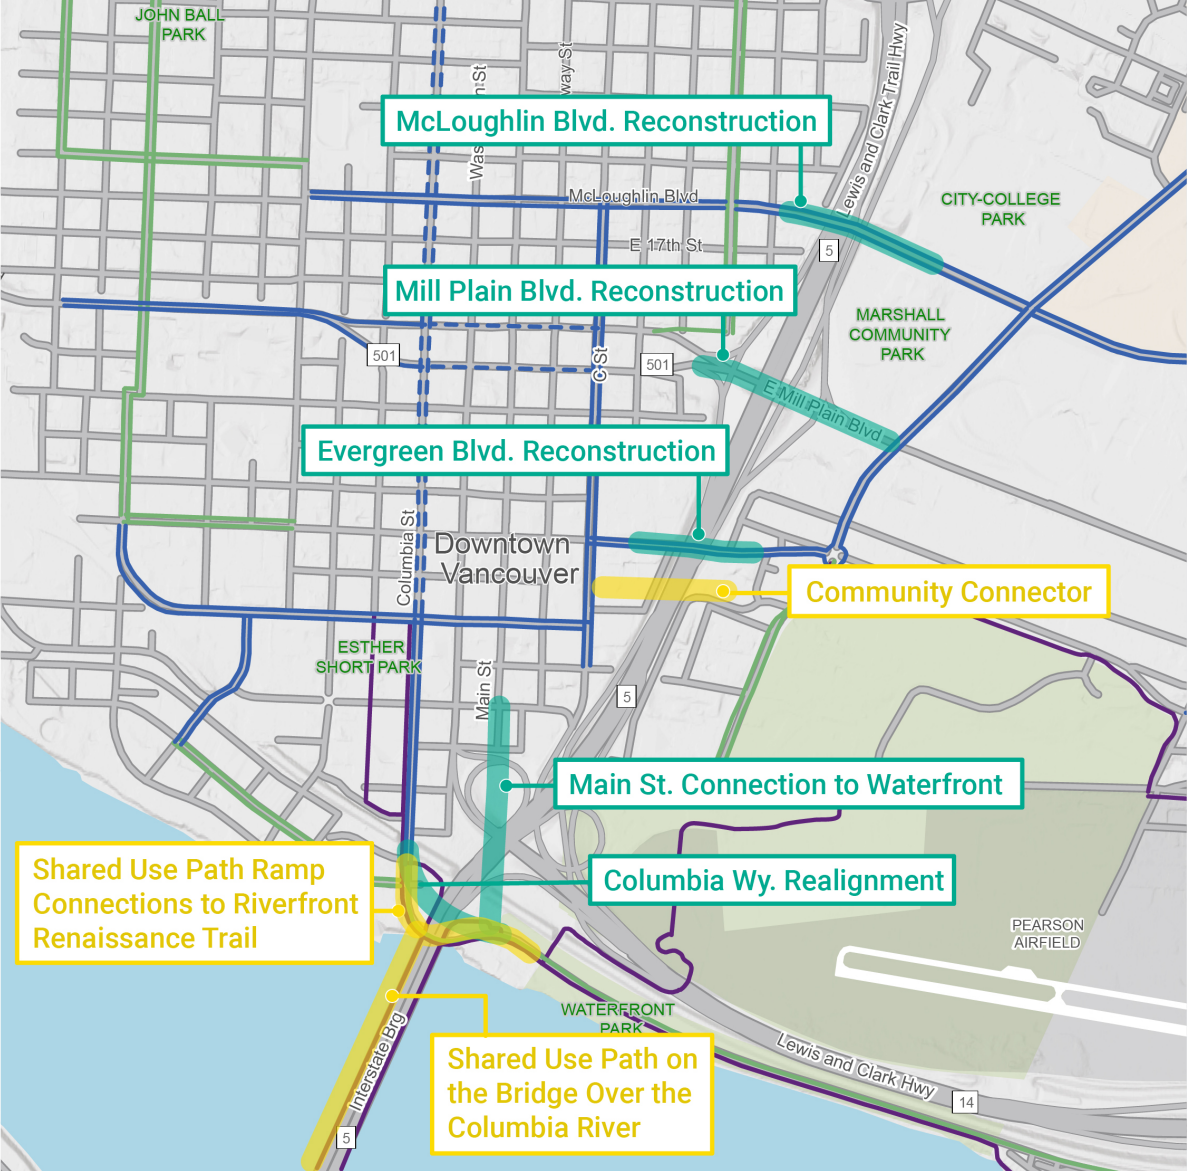 JOHN BALL
PARK
Was
n St
way St
Lewis and Clark Trail Hwy
McLoughlin Blvd. Reconstruction
McLoughlin Blvd
CITY-COLLEGE
PARK
E 17th St
5
Mill Plain Blvd. Reconstruction
MARSHALL
COMMUNITY
PARK
501
C St
501
E Mill Plain Blvd
Evergreen Blvd. Reconstruction
Columbia St
Downtown
Vancouver
Community Connector
ESTHER
SHORT PARK
Main St
5
Main St. Connection to Waterfront
Shared Use Path Ramp
Connections to Riverfront
Renaissance Trail
Columbia Wy. Realignment
PEARSON
AIRFIELD
WATERFRONT
PARK
Interstate Brg
Shared Use Path on
the Bridge Over the
Columbia River
Lewis and Clark Hwy
14
5